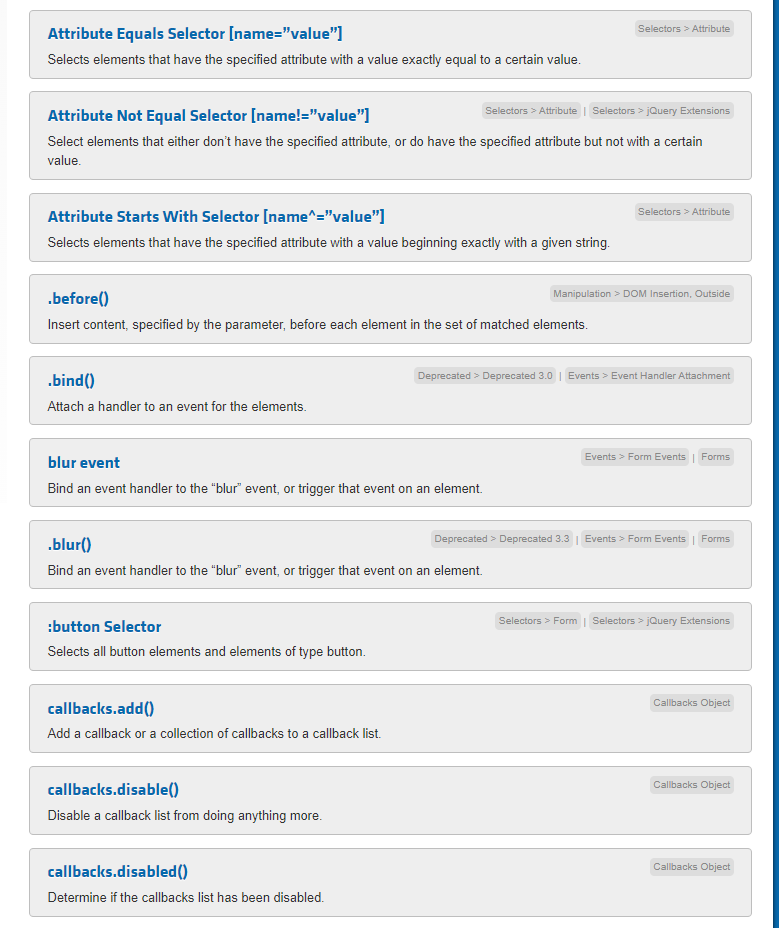 Attribute Equals Selector [name=”value”]
Selectors > Attribute
Selects elements that have the specified attribute with a value exactly equal to a certain value.
Attribute Not Equal Selector [name!=”value”]
Selectors > Attribute | Selectors > jQuery Extensions
Select elements that either don’t have the specified attribute, or do have the specified attribute but not with a certain
value.
Attribute Starts With Selector [name^=”value”]
Selectors > Attribute
Selects elements that have the specified attribute with a value beginning exactly with a given string.
.before()
Manipulation > DOM Insertion, Outside
Insert content, specified by the parameter, before each element in the set of matched elements.
.bind()
Deprecated > Deprecated 3.0 | Events > Event Handler Attachment
Attach a handler to an event for the elements.
blur event
Events > Form Events | Forms
Bind an event handler to the “blur” event, or trigger that event on an element.
.blur()
Deprecated > Deprecated 3.3 | Events > Form Events | Forms
Bind an event handler to the “blur” event, or trigger that event on an element.
:button Selector
Selectors > Form | Selectors > jQuery Extensions
Selects all button elements and elements of type button.
callbacks.add()
Callbacks Object
Add a callback or a collection of callbacks to a callback list.
callbacks.disable()
Callbacks Object
Disable a callback list from doing anything more.
callbacks.disabled()
Callbacks Object
Determine if the callbacks list has been disabled.